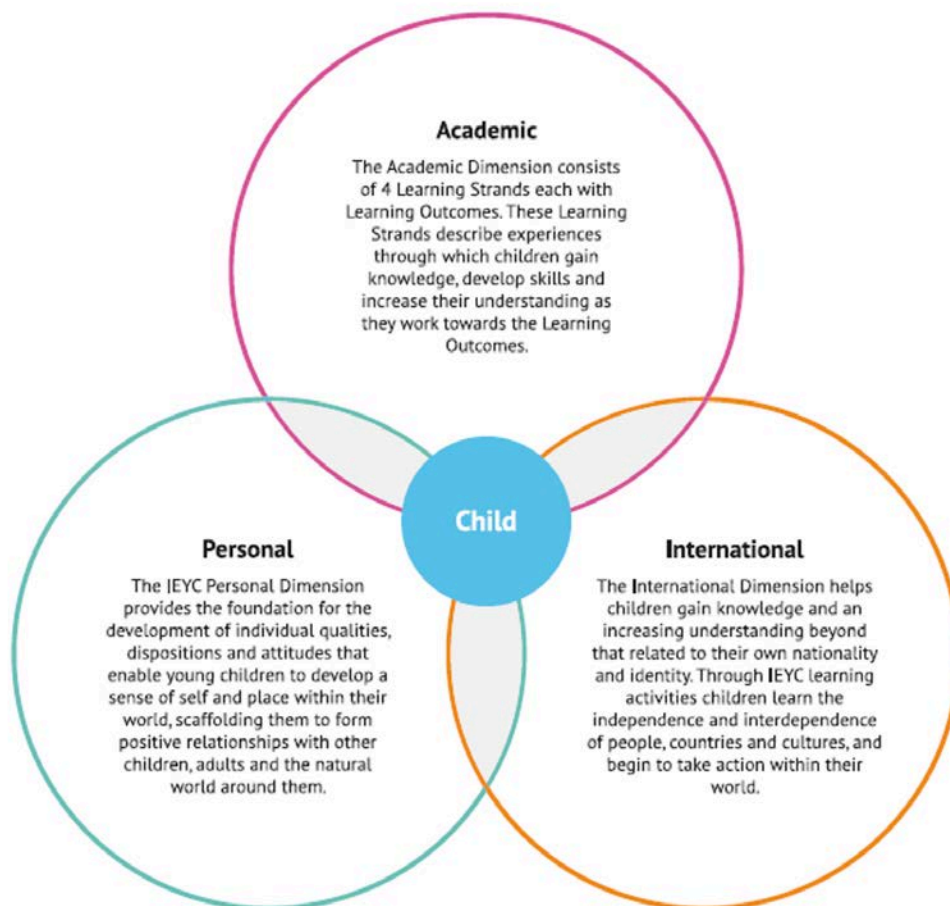 Academic
The Academic Dimension consists
of 4 Learning Strands each with
Learning Outcomes. These Learning
Strands describe experiences
through which children gain
knowledge, develop skills and
increase their understanding as
they work towards the Learning
Outcomes.
Child
Personal
The IEYC Personal Dimension
provides the foundation for the
development of individual qualities,
dispositions and attitudes that
enable young children to develop a
sense of self and place within their
world, scaffolding them to form
positive relationships with other
children, adults and the natural
world around them.
International
The International Dimension helps
children gain knowledge and an
increasing understanding beyond
that related to their own nationality
and identity. Through IEYC learning
activities children learn the
independence and interdependence
of people, countries and cultures, and
begin to take action within their
world.